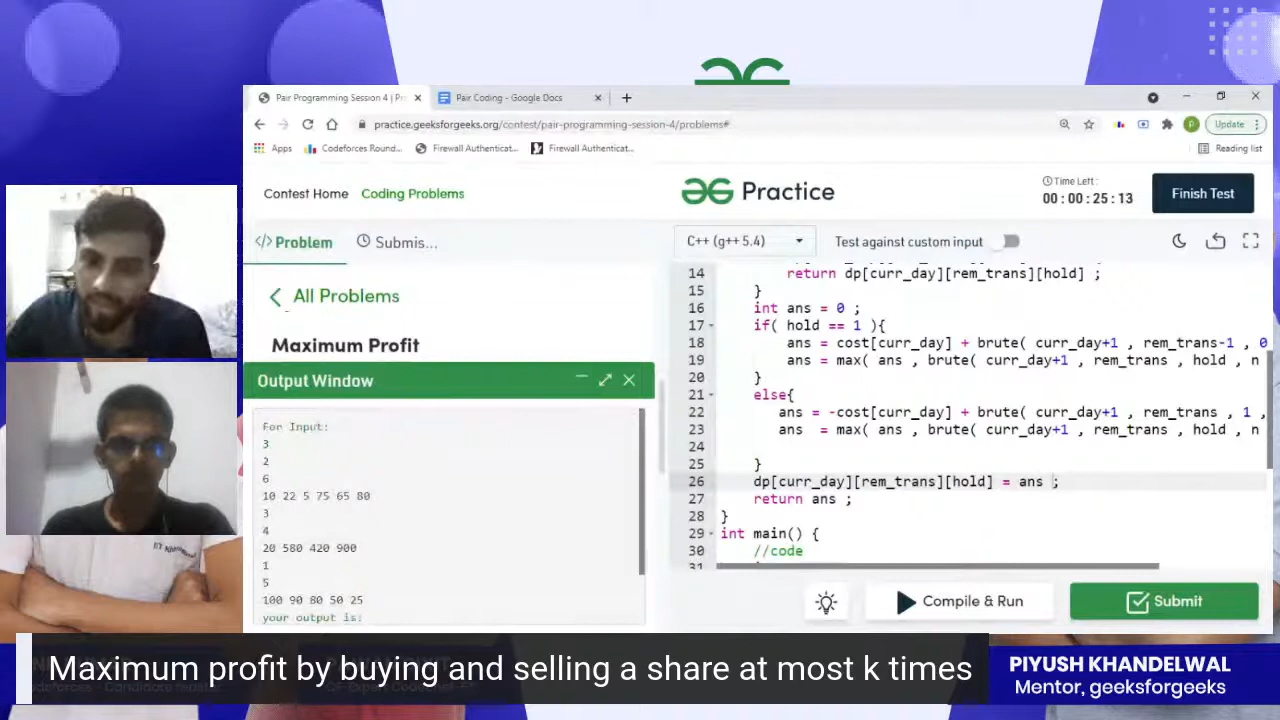 Pair Programming Session 4 | Pr
Pair Coding - Google Docs
practice.geeksforgeeks.org/contest/pair-programming-session-4/problems#
Update
Apps
Codeforces Round...
Firewall Authenticat...
Firewall Authenticat...
Reading list
Contest Home
Coding Problems
Practice
Time Left :
00 : 00 : 25 : 13
Finish Test
</> Problem
Submis...
C++ (g++ 5.4)
Test against custom input
All Problems
Maximum Profit
Output Window
For Input:
3
2
6
10 22 5 75 65 80
3
4
20 580 420 900
1
5
100 90 80 50 25
your output is:
14 return dp[curr_day][rem_trans][hold] ;
15 }
16 int ans = 0 ;
17 if( hold == 1 ){
18 ans = cost[curr_day] + brute( curr_day+1 , rem_trans-1 , 0
19 ans = max( ans , brute( curr_day+1 , rem_trans , hold , n
20 }
21 else{
22 ans = -cost[curr_day] + brute( curr_day+1 , rem_trans , 1 ,
23 ans = max( ans , brute( curr_day+1 , rem_trans , hold , n
24
25 }
26 dp[curr_day][rem_trans][hold] = ans ;
27 return ans ;
28 }
29 int main() {
30 //code
31
Compile & Run
Submit
Maximum profit by buying and selling a share at most k times
PIYUSH KHANDELWAL
Mentor, geeksforgeeks